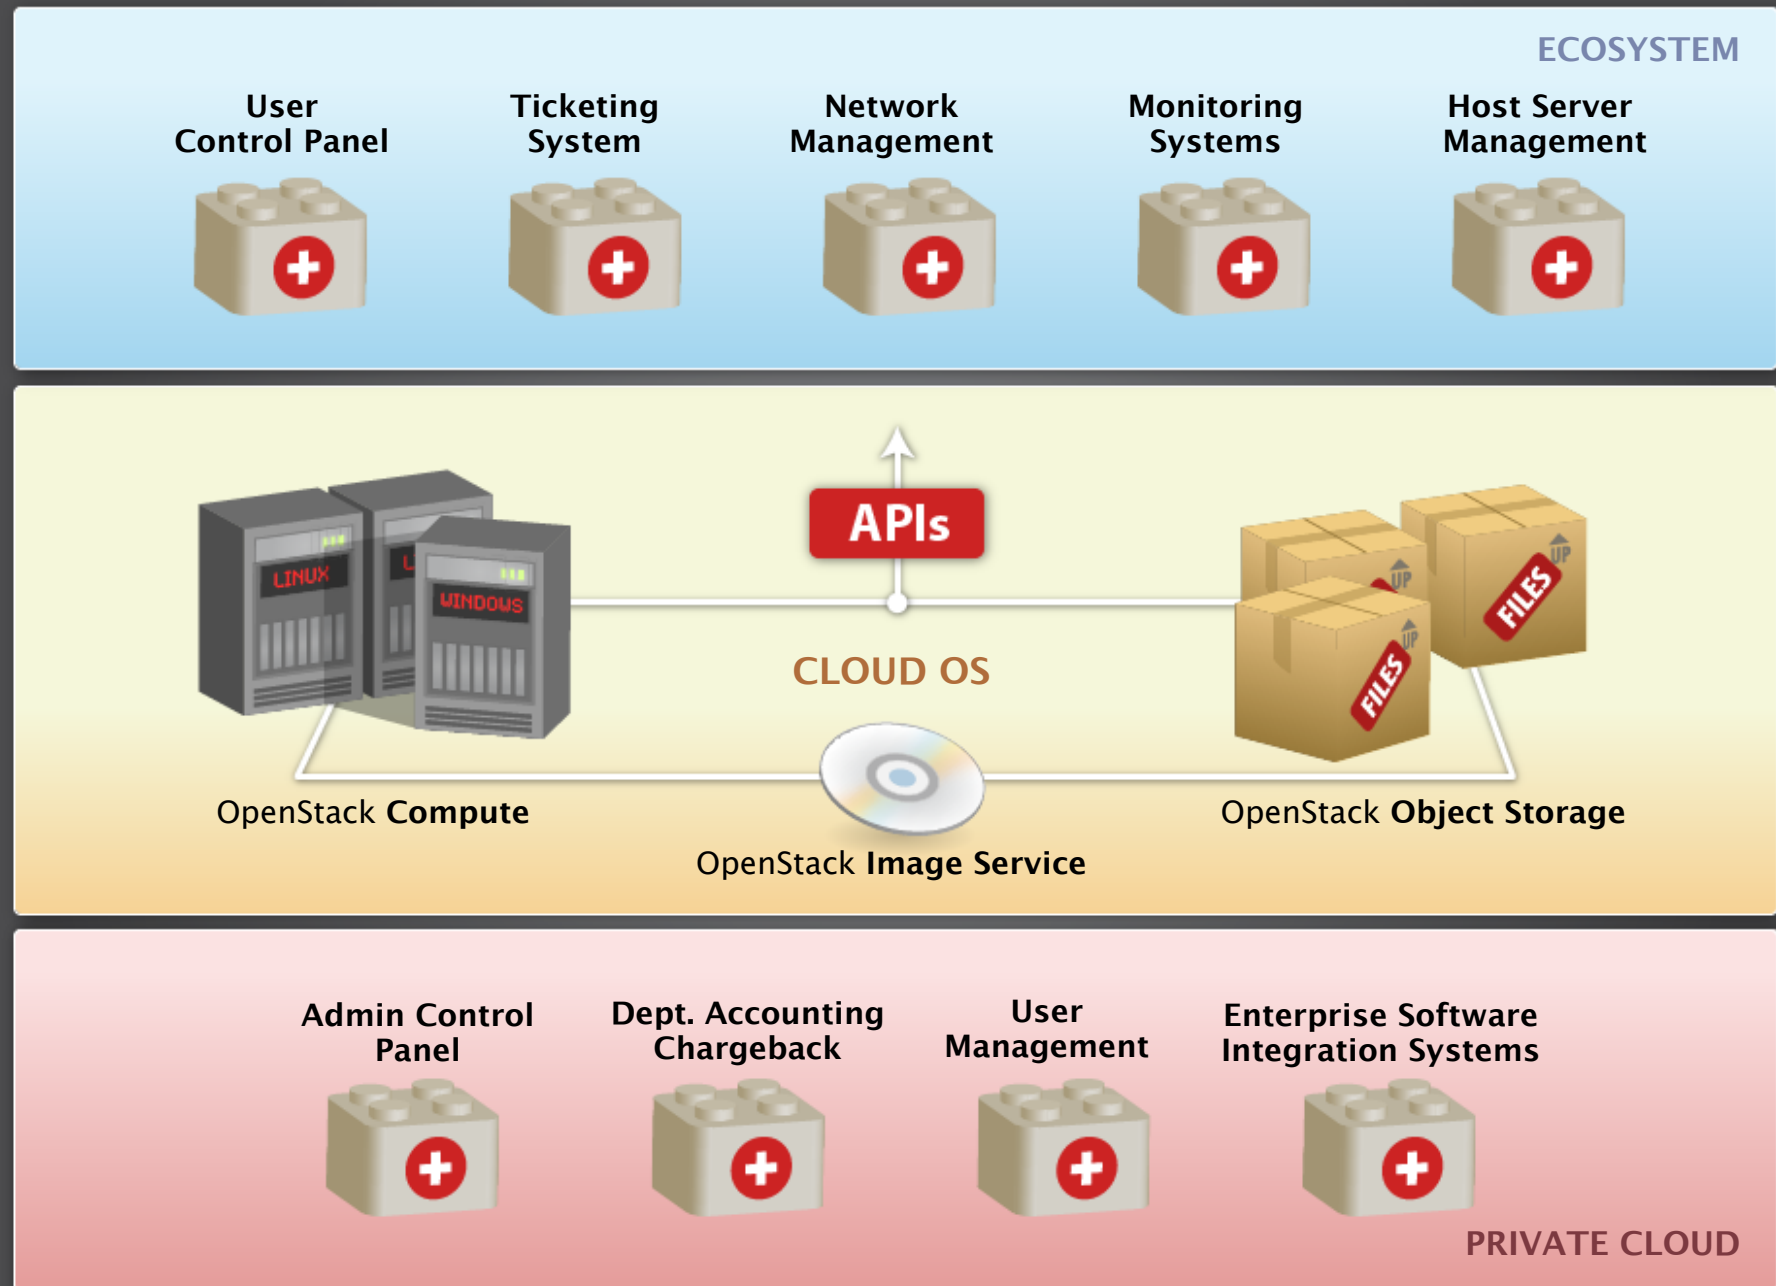 ECOSYSTEM
User
Control Panel
Ticketing
System
Network
Management
Monitoring
Systems
Host Server
Management
APIs
LINUX
L
WINDOWS
UP
UP
FILES
UP
FILES
CLOUD OS
OpenStack Compute
OpenStack Object Storage
OpenStack Image Service
Admin Control
Panel
Dept. Accounting
Chargeback
User
Management
Enterprise Software
Integration Systems
PRIVATE CLOUD